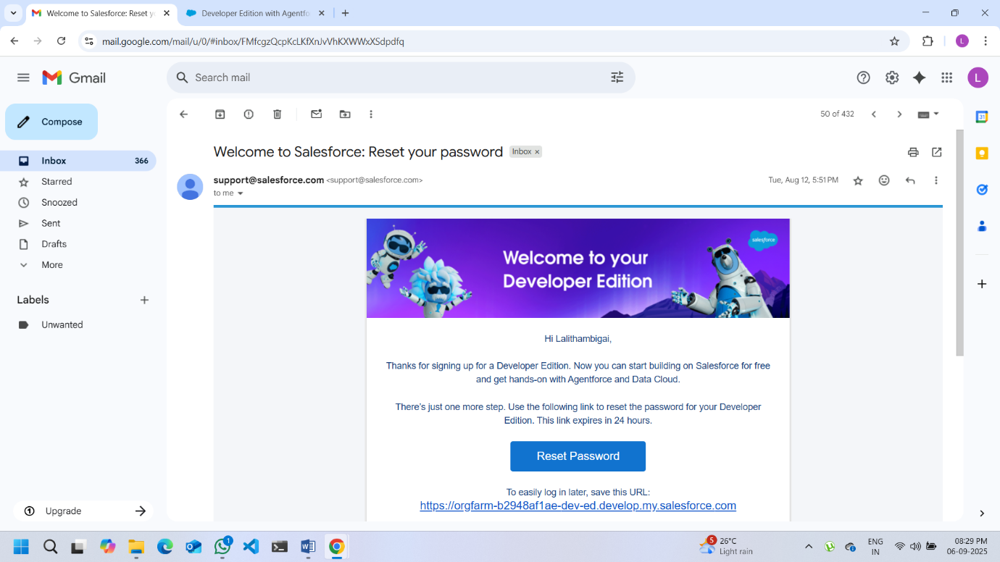 Welcome to Salesforce: Reset yo
Developer Edition with Agentfo
mail.google.com/mail/u/0/#inbox/FMfcgzQcpKcLKfXnJvVhKXWWxXSdpdfq
L
Gmail
Search mail
L
Compose
50 of 432
Inbox 366
Starred
Snoozed
Sent
Drafts
More
Labels
Unwanted
Upgrade
Welcome to Salesforce: Reset your password Inbox x
support@salesforce.com <support@salesforce.com>
Tue, Aug 12, 5:51 PM
to me
salesforce
Welcome to your
Developer Edition
Hi Lalithambigai,
Thanks for signing up for a Developer Edition. Now you can start building on Salesforce for free
and get hands-on with Agentforce and Data Cloud.
There's just one more step. Use the following link to reset the password for your Developer
Edition. This link expires in 24 hours.
Reset Password
To easily log in later, save this URL:
https://orgfarm-b2948af1ae-dev-ed.develop.my.salesforce.com
31
1
5
26°C
Light rain
ENG
IN
08:29 PM
06-09-2025